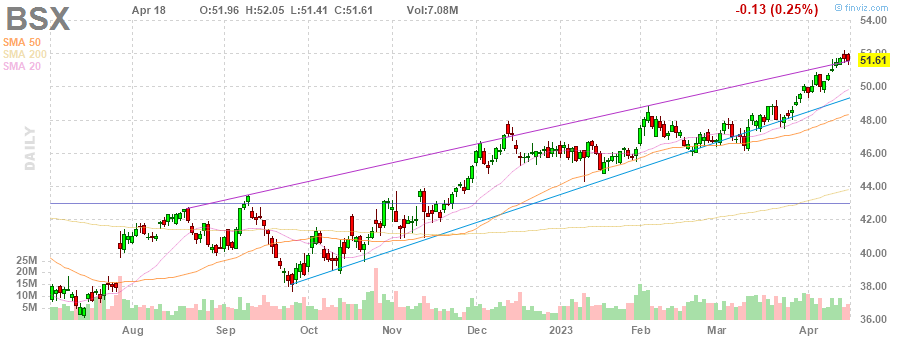 BSX
Apr 18 O:51.96 H:52.05 L:51.41 C:51.61 Vol:7.08M
-0.13 (0.25%)
© finviz.com
SMA 50
SMA 200
SMA 20
DAILY
54.00
52.00
51.61
50.00
48.00
46.00
44.00
42.00
40.00
38.00
36.00
25M
20M
15M
10M
5M
Aug Sep Oct Nov Dec 2023 Feb Mar Apr